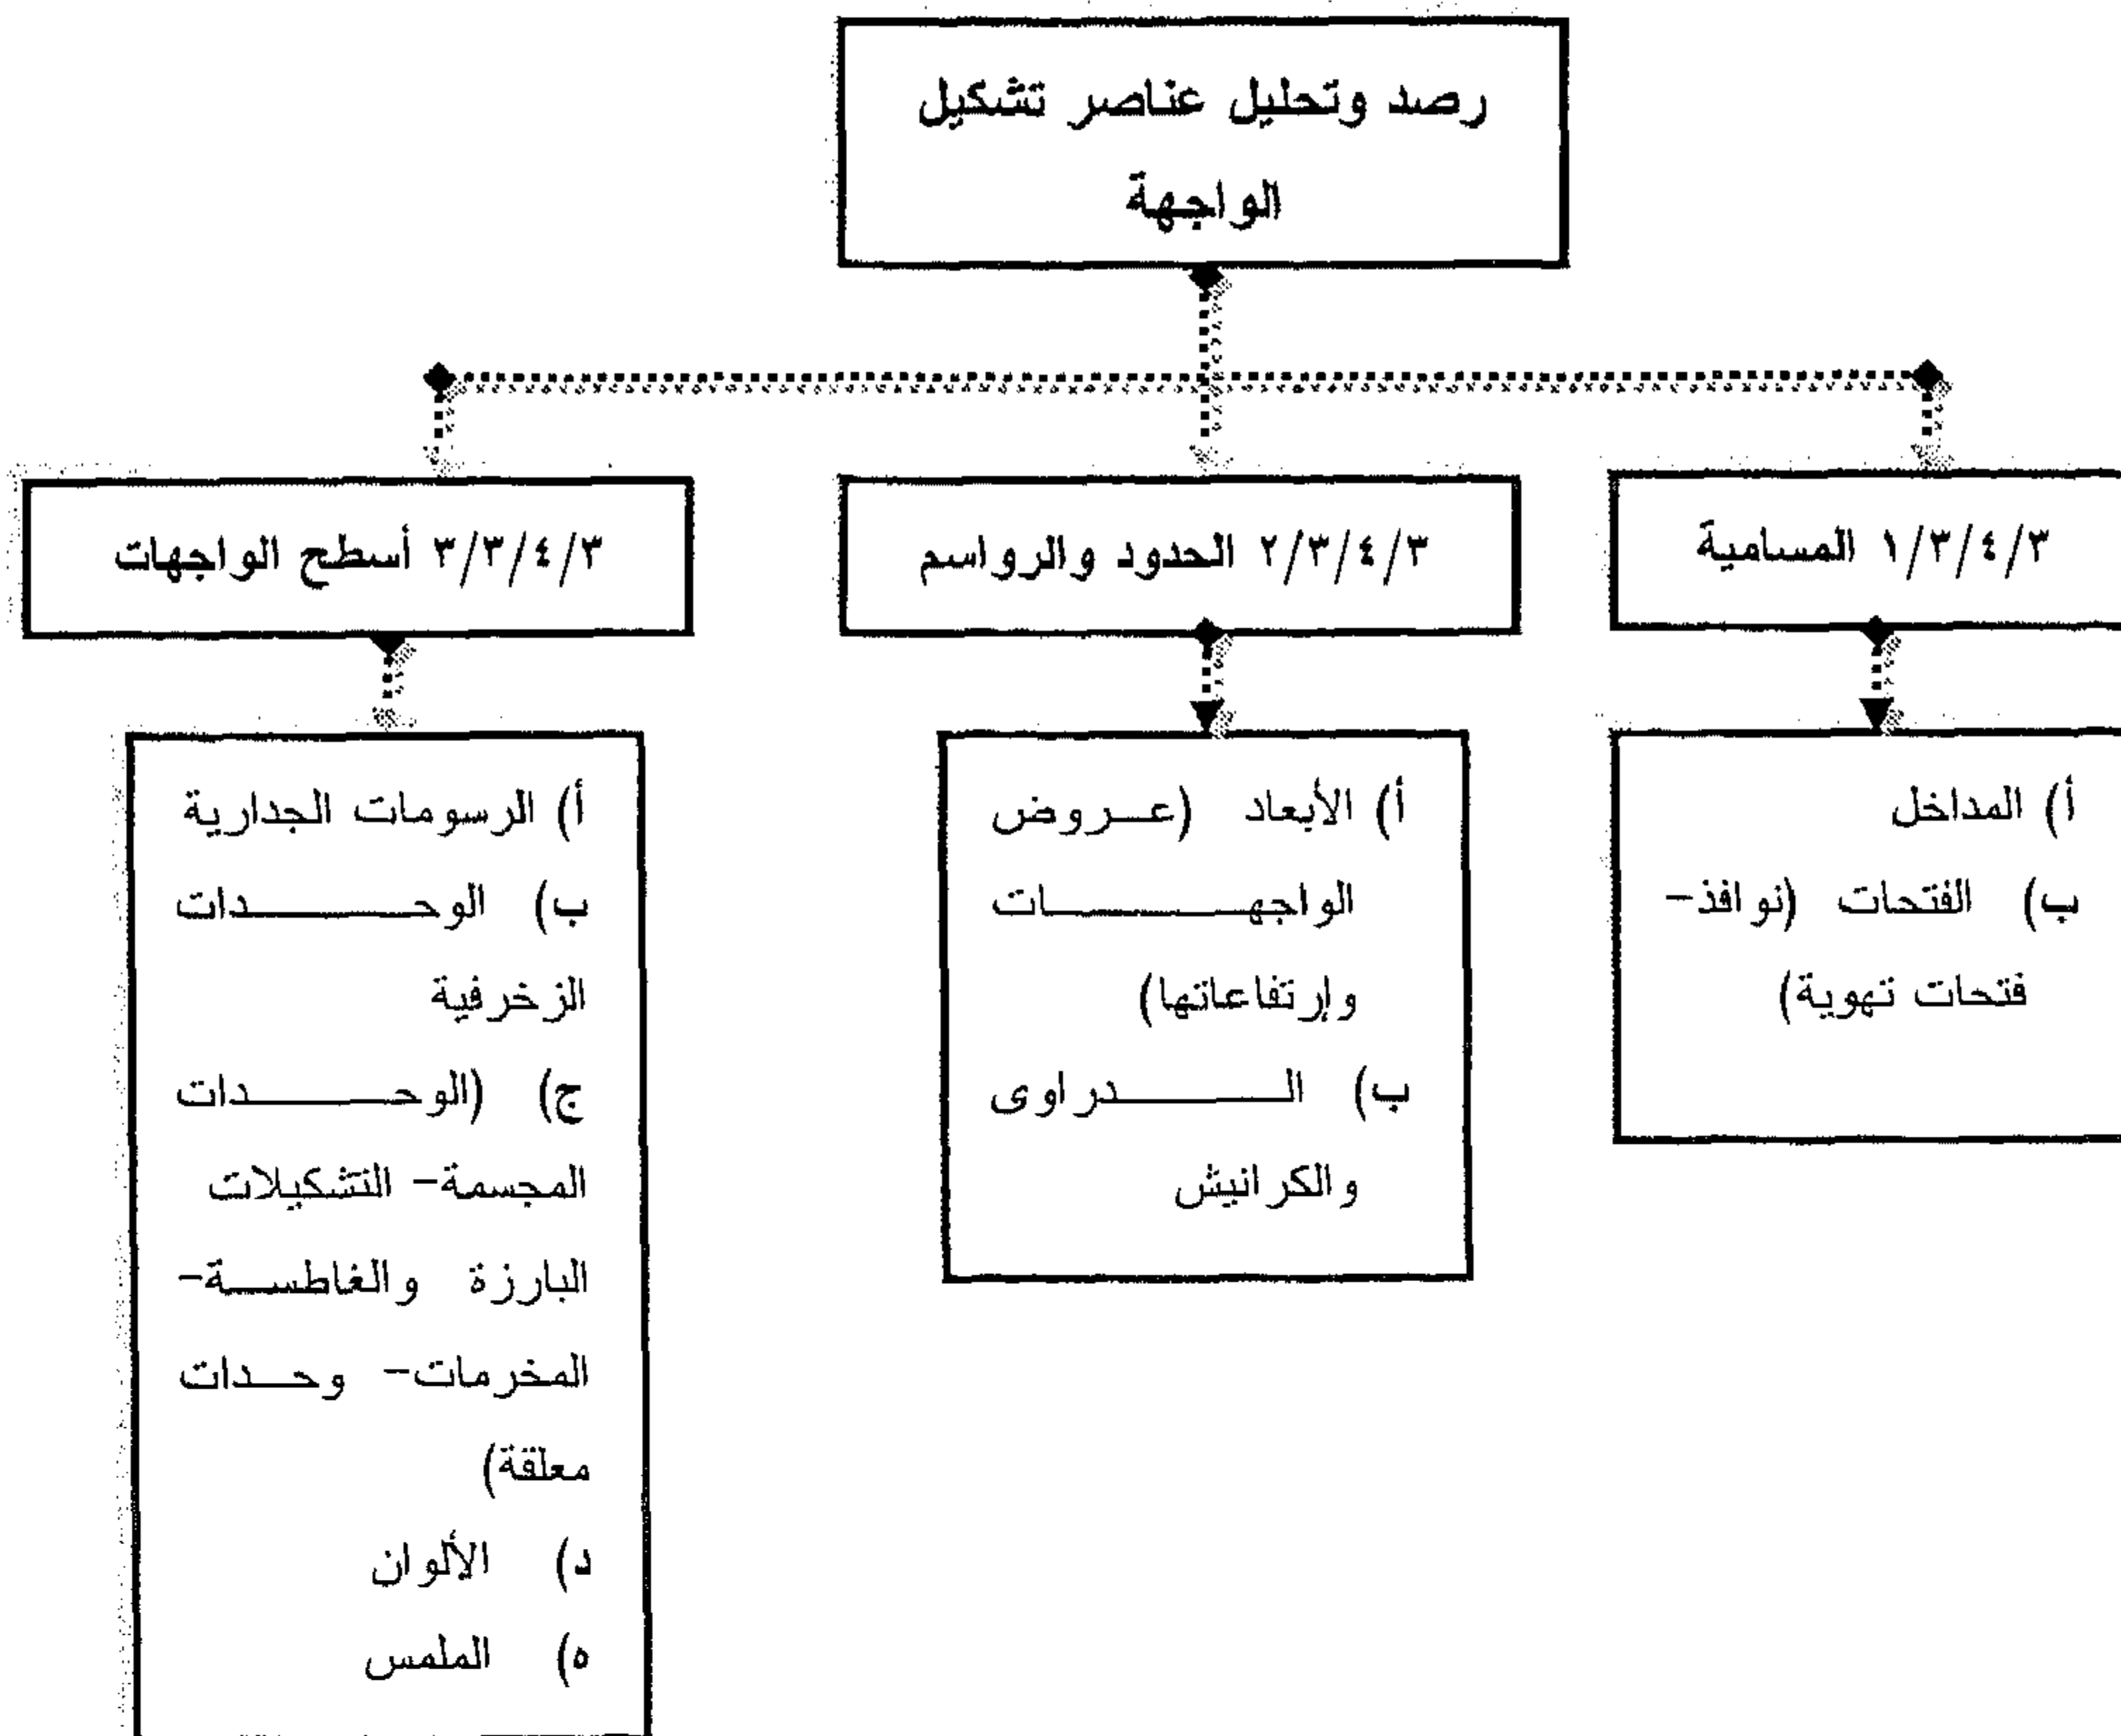 رصد وتحليل عناصر تشكيل
الواجهة
١/٣/٤/٣ المسامية
أ) المداخل
ب) الفتحات (نوافذ-
فتحات تهوية)
٢/٣/٤/٣ الحدود والرواسم
أ) الأبعاد (عروض
الواجهات
وإرتفاعاتها)
ب) الدراوى
والكرانيش
٣/٣/٤/٣ أسطح الواجهات
أ) الرسومات الجدارية
ب) الوحدات
الزخرفية
ج) (الوحدات
المجسمة- التشكيلات
البارزة والغاطسة-
المخرمات- وحدات
معلقة)
د) الألوان
ه) الملمس